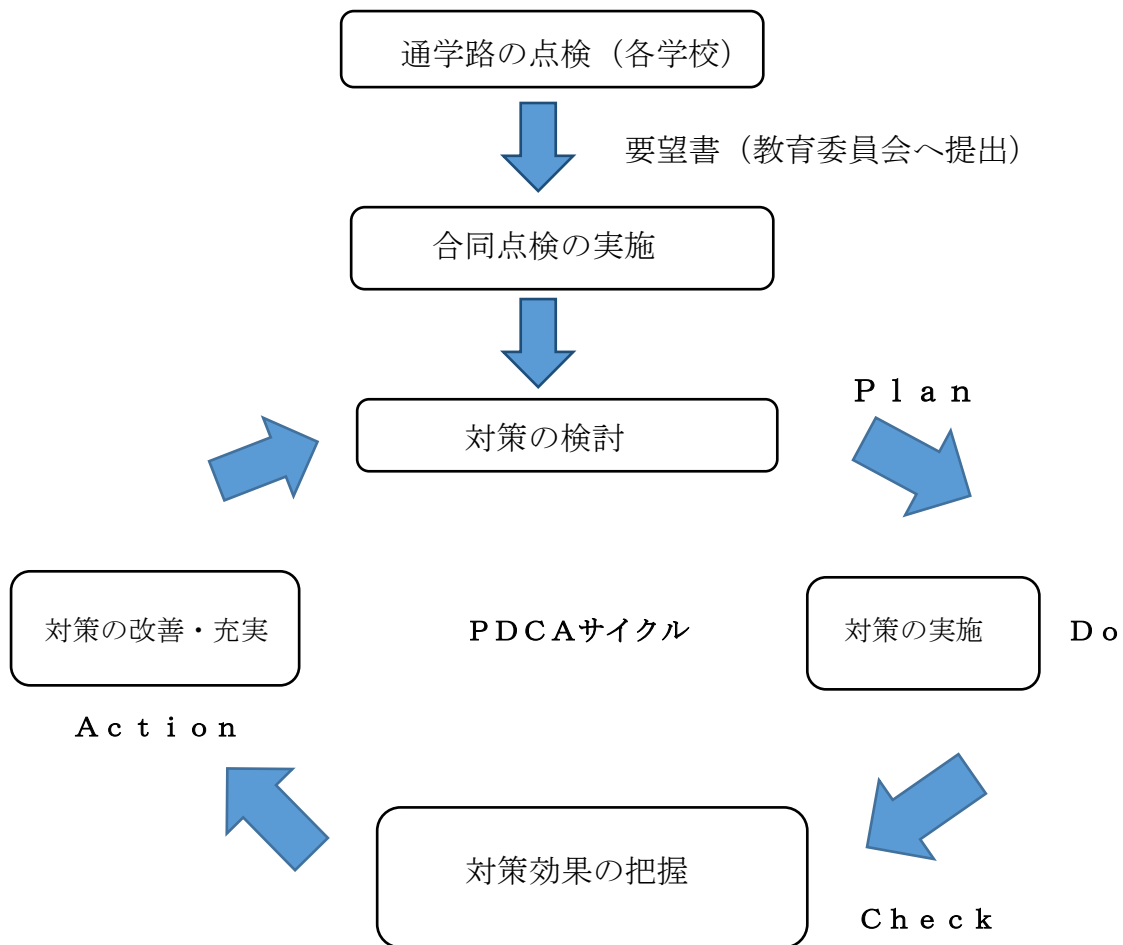 通学路の点検（各学校）
要望書（教育委員会へ提出）
合同点検の実施
Ｐｌａｎ
対策の検討
対策の改善・充実
ＰＤＣＡサイクル
対策の実施
Ｄｏ
Ａｃｔｉｏｎ
対策効果の把握
Ｃｈｅｃｋ